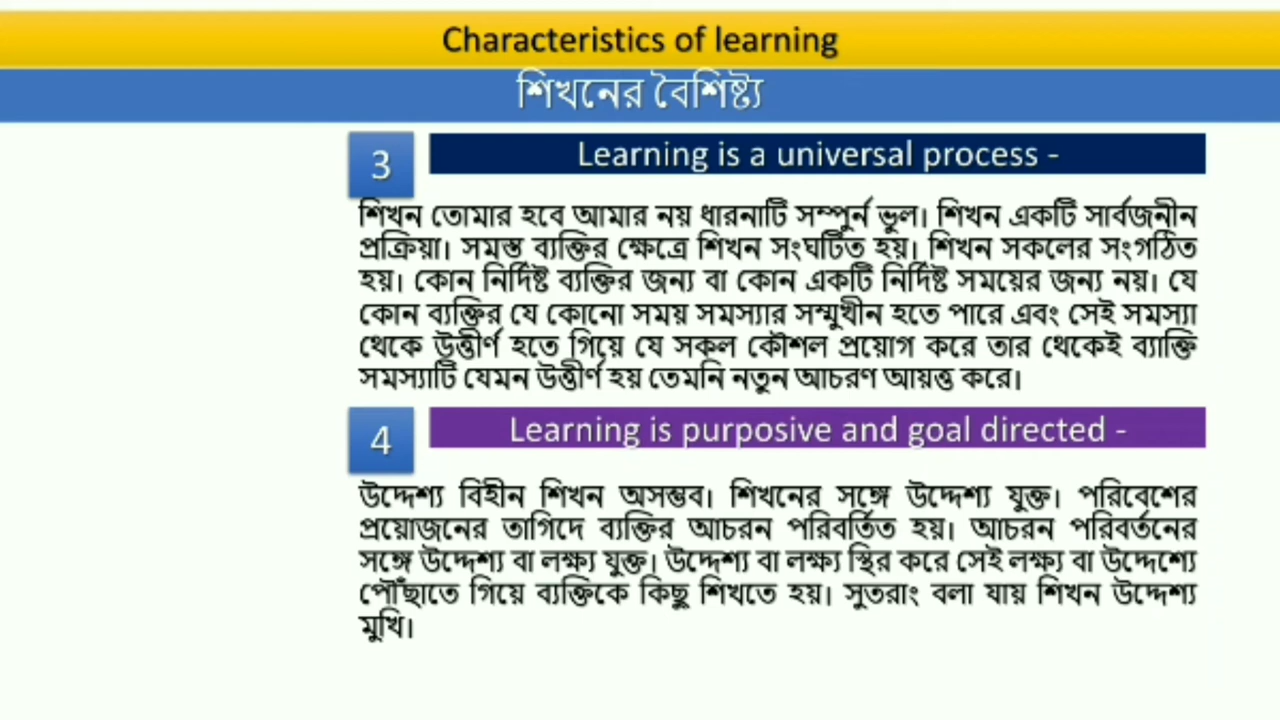 Characteristics of learning
শিখনের বৈশিষ্ট্য
3
Learning is a universal process -
শিখন তোমার হবে আমার নয় ধারনাটি সম্পুর্ন ভুল। শিখন একটি সার্বজনীন
প্রক্রিয়া। সমস্ত ব্যক্তির ক্ষেত্রে শিখন সংঘটিত হয়। শিখন সকলের সংগঠিত
হয়। কোন নির্দিষ্ট ব্যক্তির জন্য বা কোন একটি নির্দিষ্ট সময়ের জন্য নয়। যে
কোন ব্যক্তির যে কোনো সময় সমস্যার সম্মুখীন হতে পারে এবং সেই সমস্যা
থেকে উত্তীর্ণ হতে গিয়ে যে সকল কৌশল প্রয়োগ করে তার থেকেই ব্যাক্তি
সমস্যাটি যেমন উত্তীর্ণ হয় তেমনি নতুন আচরণ আয়ত্ত করে।
4
Learning is purposive and goal directed -
উদ্দেশ্য বিহীন শিখন অসম্ভব। শিখনের সঙ্গে উদ্দেশ্য যুক্ত। পরিবেশের
প্রয়োজনের তাগিদে ব্যক্তির আচরন পরিবর্তিত হয়। আচরন পরিবর্তনের
সঙ্গে উদ্দেশ্য বা লক্ষ্য যুক্ত। উদ্দেশ্য বা লক্ষ্য স্থির করে সেই লক্ষ্য বা উদ্দেশ্যে
পৌঁছাতে গিয়ে ব্যক্তিকে কিছু শিখতে হয়। সুতরাং বলা যায় শিখন উদ্দেশ্য
মুখি।